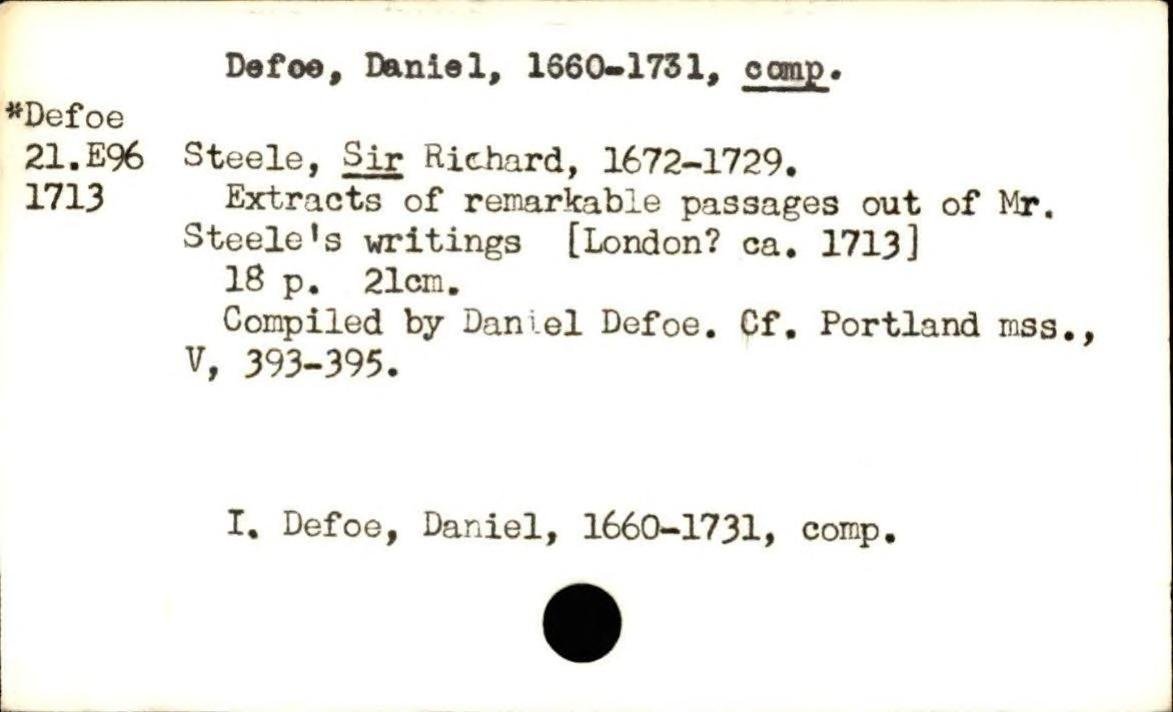 Defoe, Daniel, 1660-1731, comp.
*Defoe
21.E96 Steele, Sir Richard, 1672-1729.
1713 Extracts of remarkable passages out of Mr.
Steele's writings [London? ca. 1713]
18 p. 21cm.
Compiled by Daniel Defoe. Cf. Portland mss.,
V, 393-395.
I. Defoe, Daniel, 1660-1731, comp.